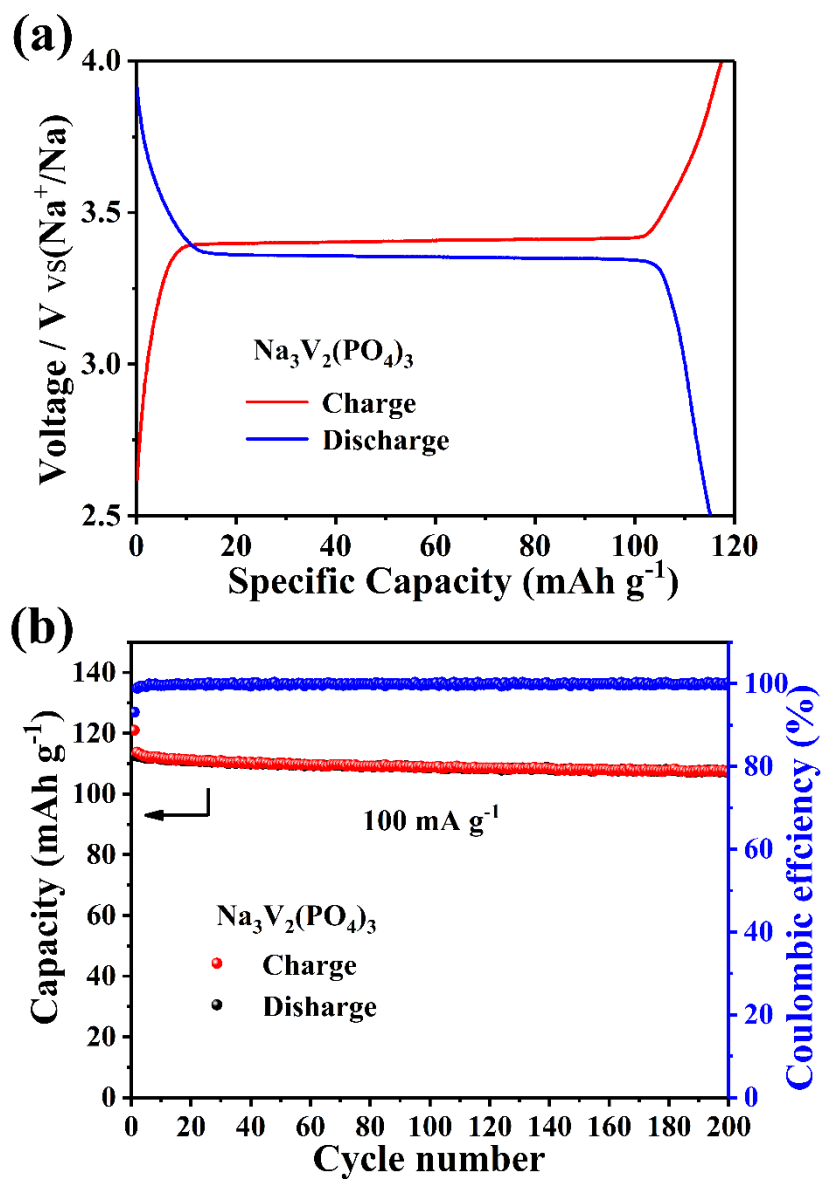 (a)
4.0
3.5
3.0
2.5
Voltage / V vs(Na⁺/Na)
Na₃V₂(PO₄)₃
Charge
Discharge
0 20 40 60 80 100 120
Specific Capacity (mAh g⁻¹)
(b)
140
120
100
80
60
40
20
0
Capacity (mAh g⁻¹)
100 mA g⁻¹
Na₃V₂(PO₄)₃
Charge
Disharge
100
80
60
40
20
0
Coulombic effciency (%)
0 20 40 60 80 100 120 140 160 180 200
Cycle number